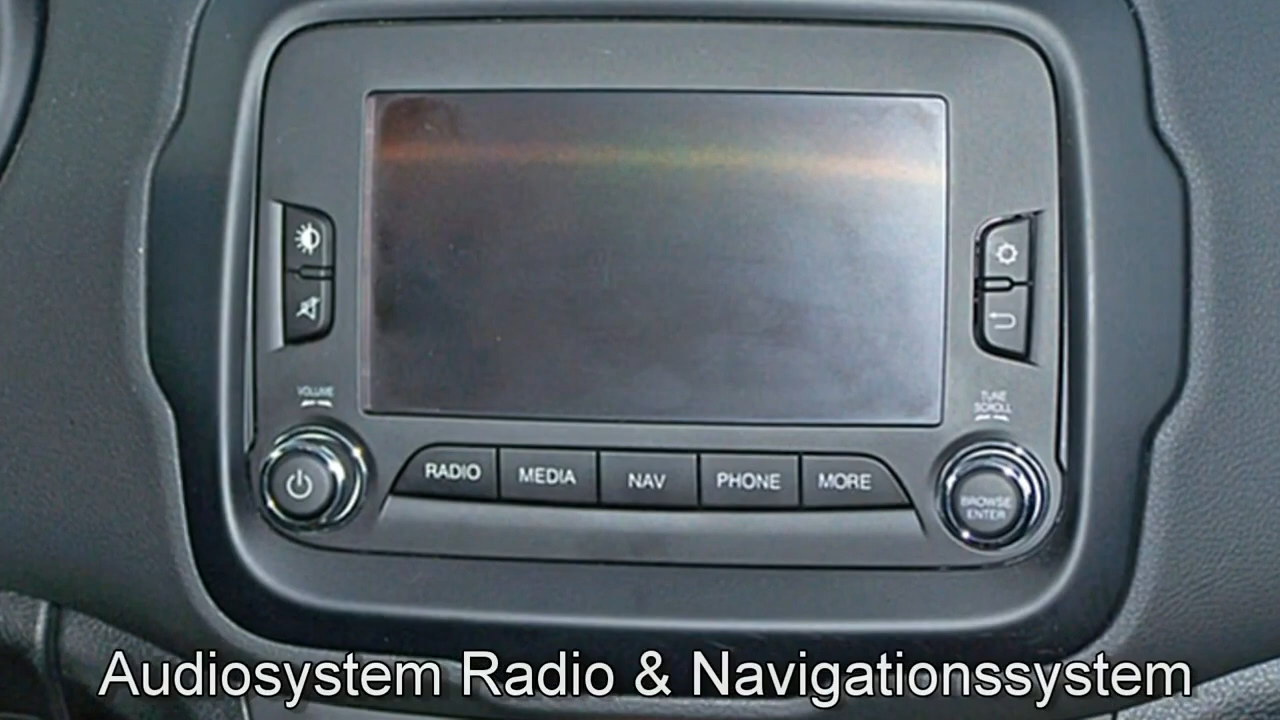 VOLUME
TUNE
SCROLL
RADIO MEDIA NAV PHONE MORE
BROWSE
ENTER
Audiosystem Radio & Navigationssystem